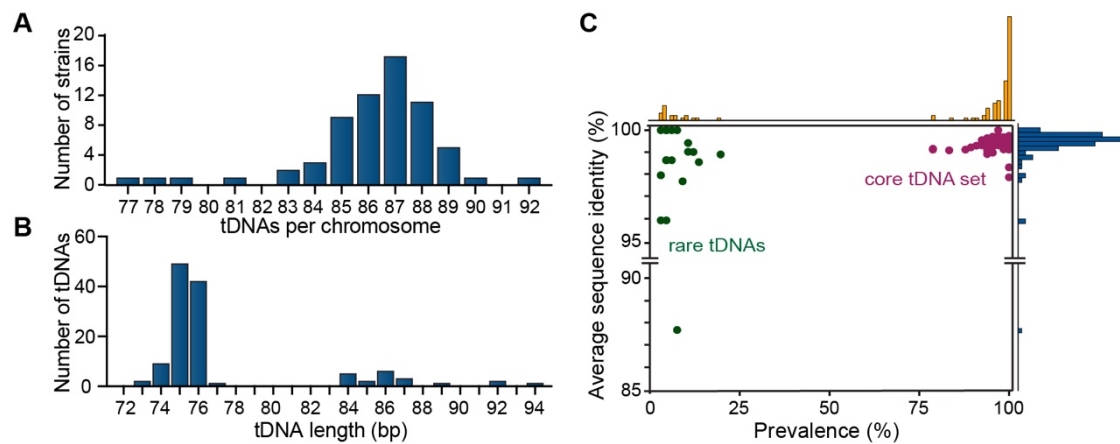 A
Number of strains
20
16
12
8
4
0
77 78 79 80 81 82 83 84 85 86 87 88 89 90 91 92
tDNAs per chromosome
B
Number of tDNAs
60
40
20
0
72 74 76 78 80 82 84 86 88 90 92 94
tDNA length (bp)
C
Average sequence identity (%)
100
95
90
85
core tDNA set
rare tDNAs
0 25 50 75 100
Prevalence (%)